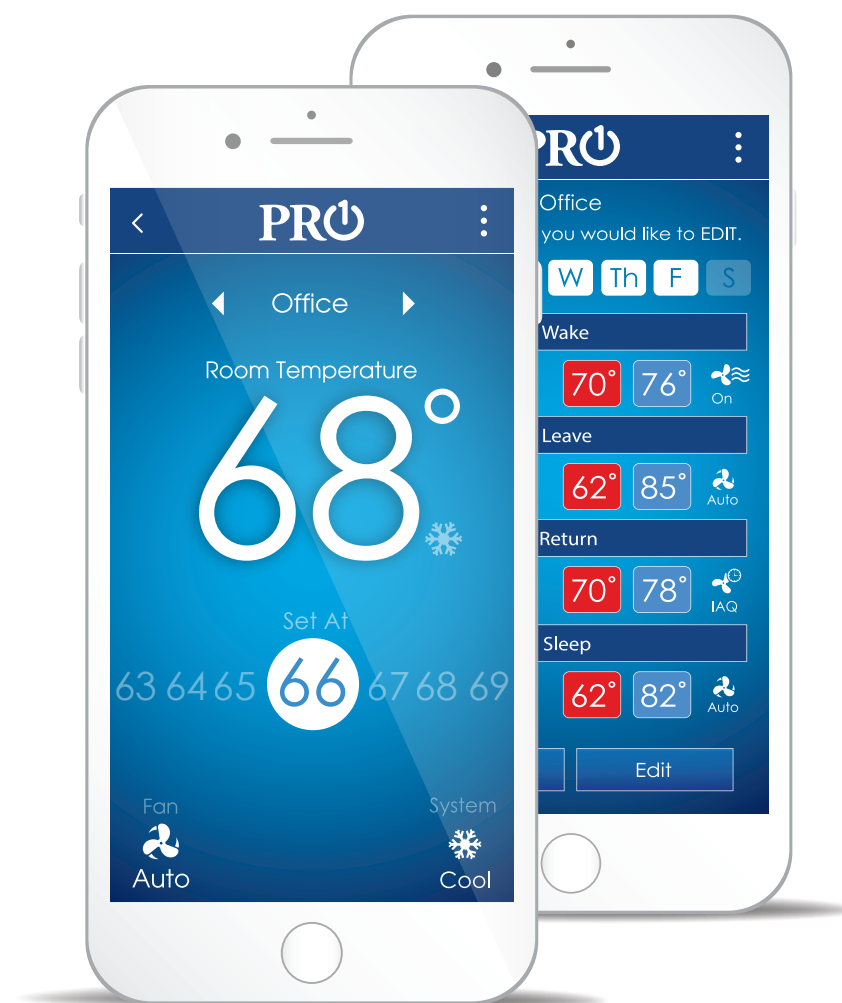 PRO1
Office
Room Temperature
68°
Set At
63 64 65 66 67 68 69
Fan
System
Auto
Cool
Office
you would like to EDIT.
W Th F S
Wake
70° 76°
On
Leave
62° 85°
Auto
Return
70° 78°
IAQ
Sleep
62° 82°
Auto
Edit